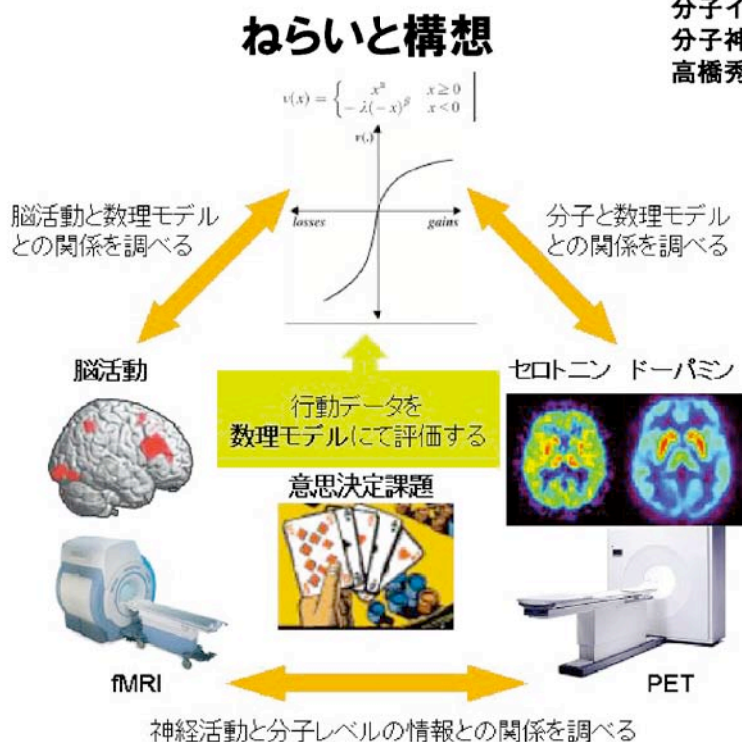 ねらいと構想
分子イ
分子神
高橋秀
v(x) = { x^α x ≥ 0
−λ(−x)^β x < 0
v(.)
losses
gains
脳活動と数理モデル
との関係を調べる
分子と数理モデル
との関係を調べる
脳活動
セロトニン ドーパミン
行動データを
数理モデルにて評価する
意思決定課題
fMRI
PET
神経活動と分子レベルの情報との関係を調べる